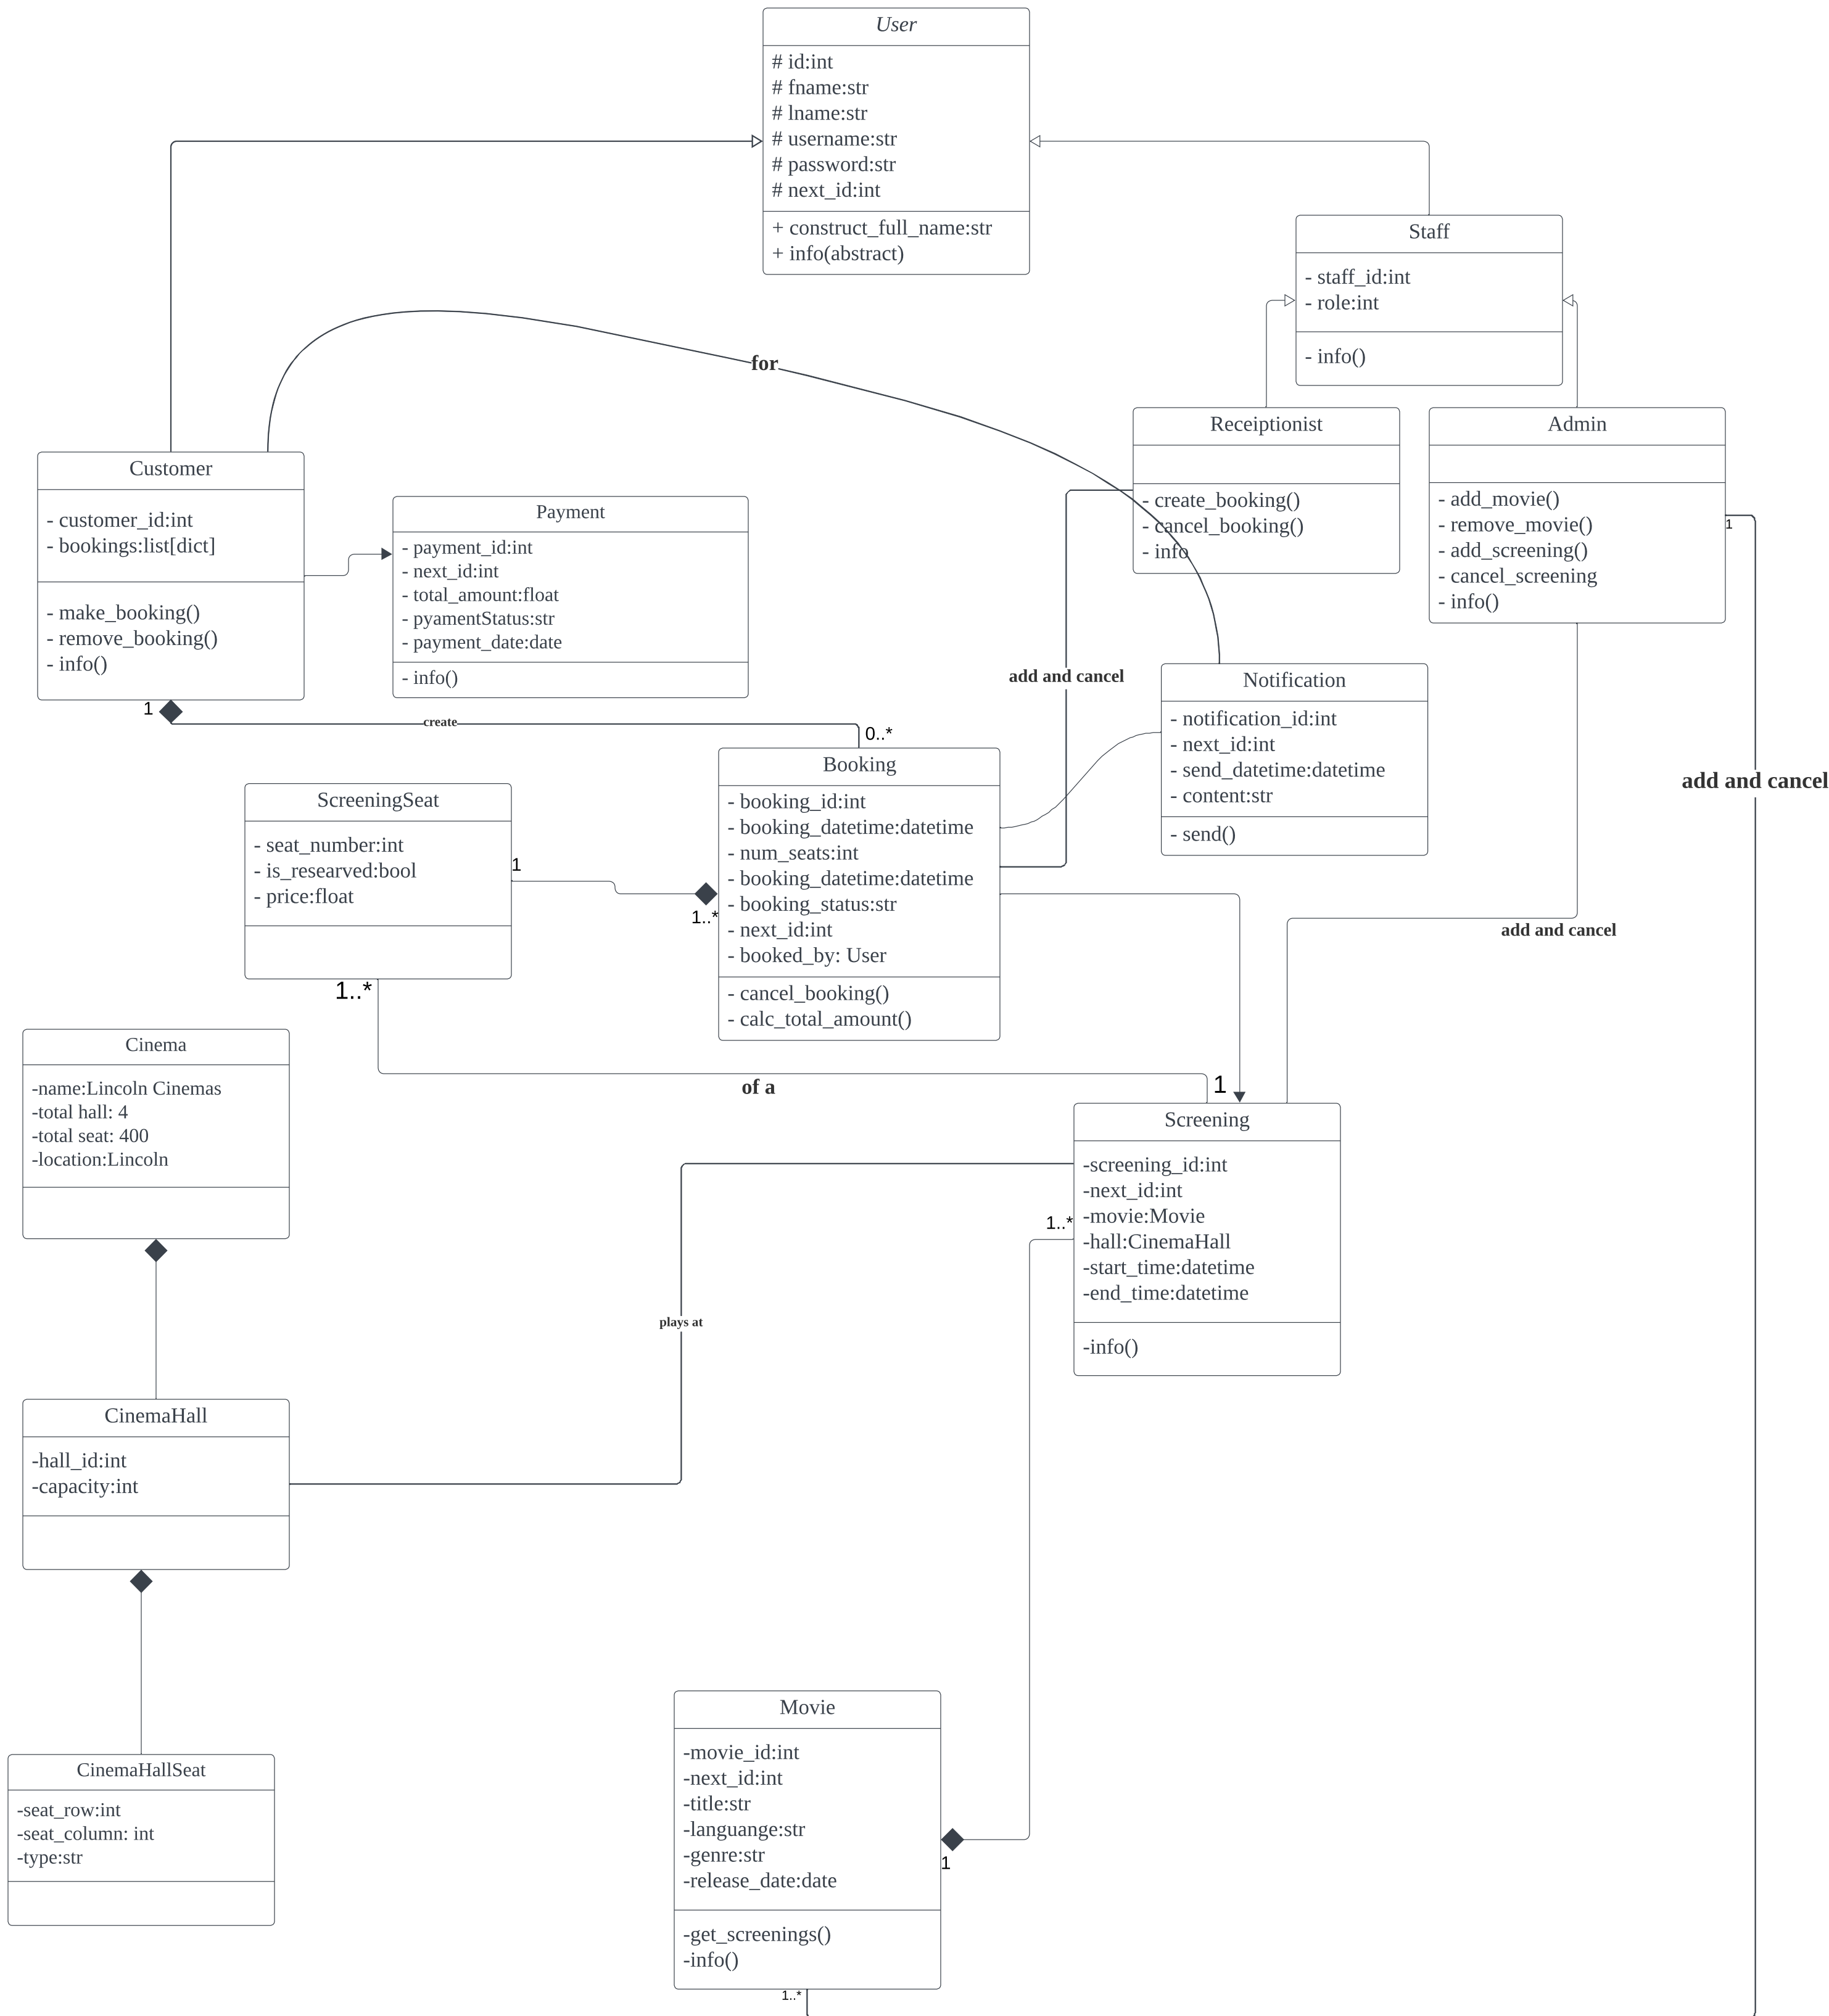 User
# id:int
# fname:str
# lname:str
# username:str
# password:str
# next_id:int
+ construct_full_name:str
+ info(abstract)
Staff
- staff_id:int
- role:int
- info()
for
Receiptionist
- create_booking()
- cancel_booking()
- info
Admin
- add_movie()
- remove_movie()
- add_screening()
- cancel_screening
- info()
1
Customer
- customer_id:int
- bookings:list[dict]
- make_booking()
- remove_booking()
- info()
1
Payment
- payment_id:int
- next_id:int
- total_amount:float
- pyamentStatus:str
- payment_date:date
- info()
add and cancel
Notification
- notification_id:int
- next_id:int
- send_datetime:datetime
- content:str
- send()
create
0..*
add and cancel
Booking
- booking_id:int
- booking_datetime:datetime
- num_seats:int
- booking_datetime:datetime
- booking_status:str
- next_id:int
- booked_by: User
- cancel_booking()
- calc_total_amount()
ScreeningSeat
- seat_number:int
- is_researved:bool
- price:float
1
1..*
1..*
add and cancel
Cinema
-name:Lincoln Cinemas
-total hall: 4
-total seat: 400
-location:Lincoln
of a
1
Screening
-screening_id:int
-next_id:int
-movie:Movie
-hall:CinemaHall
-start_time:datetime
-end_time:datetime
-info()
1..*
plays at
CinemaHall
-hall_id:int
-capacity:int
Movie
-movie_id:int
-next_id:int
-title:str
-languange:str
-genre:str
-release_date:date
-get_screenings()
-info()
1
1..*
CinemaHallSeat
-seat_row:int
-seat_column: int
-type:str